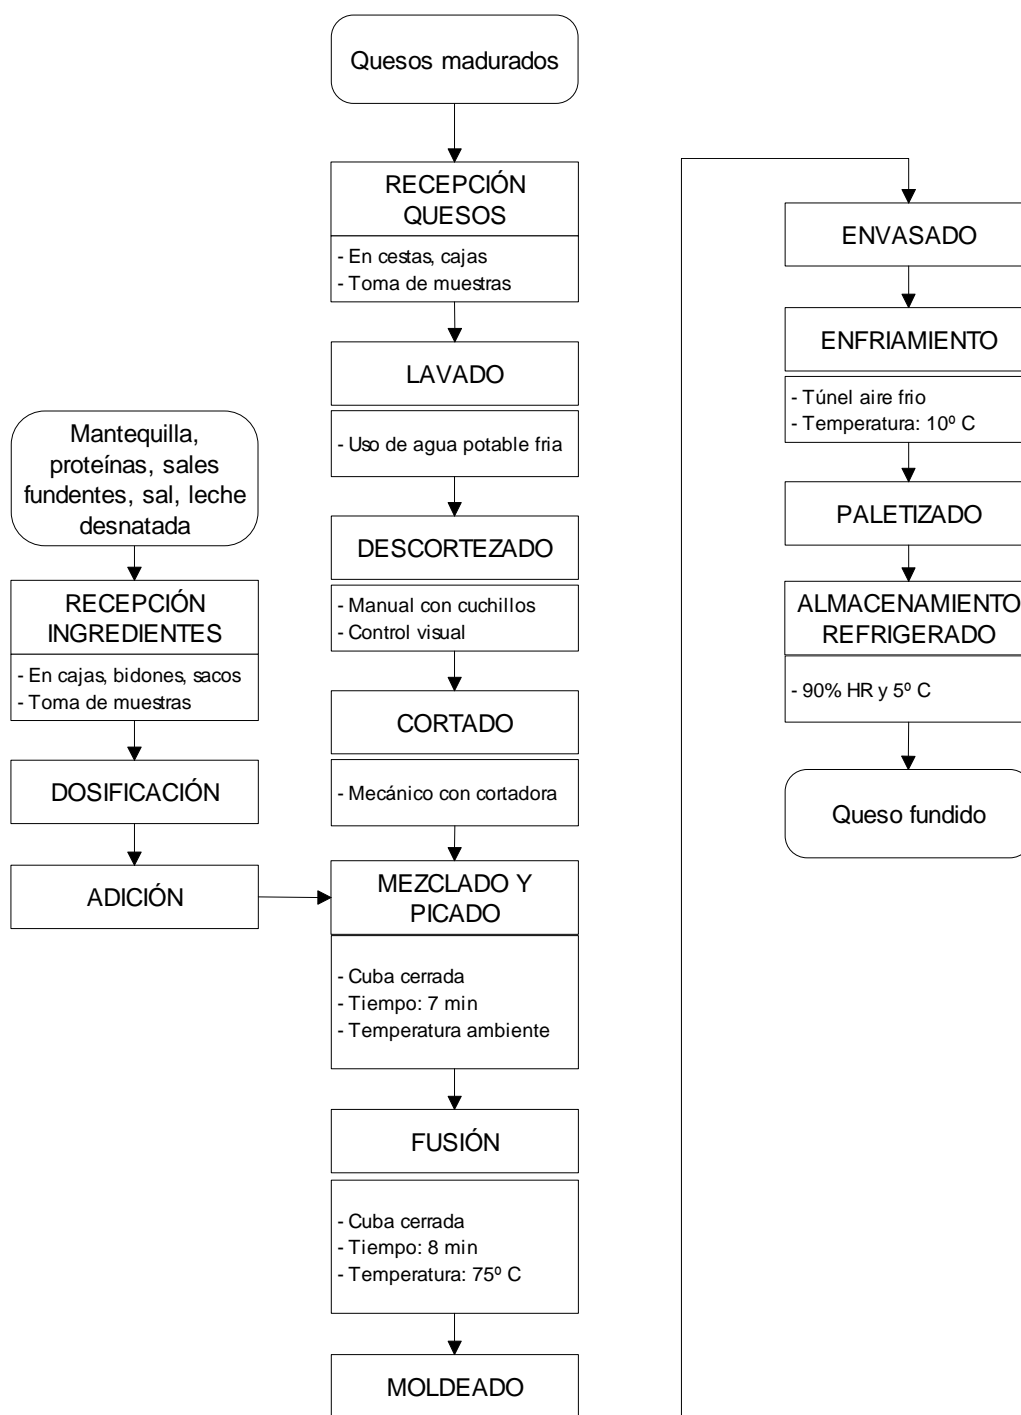 Quesos madurados
RECEPCIÓN
QUESOS
- En cestas, cajas
- Toma de muestras
LAVADO
- Uso de agua potable fria
DESCORTEZADO
- Manual con cuchillos
- Control visual
CORTADO
- Mecánico con cortadora
Mantequilla,
proteínas, sales
fundentes, sal, leche
desnatada
RECEPCIÓN
INGREDIENTES
- En cajas, bidones, sacos
- Toma de muestras
DOSIFICACIÓN
ADICIÓN
MEZCLADO Y
PICADO
- Cuba cerrada
- Tiempo: 7 min
- Temperatura ambiente
FUSIÓN
- Cuba cerrada
- Tiempo: 8 min
- Temperatura: 75º C
MOLDEADO
ENVASADO
ENFRIAMIENTO
- Túnel aire frio
- Temperatura: 10º C
PALETIZADO
ALMACENAMIENTO
REFRIGERADO
- 90% HR y 5º C
Queso fundido